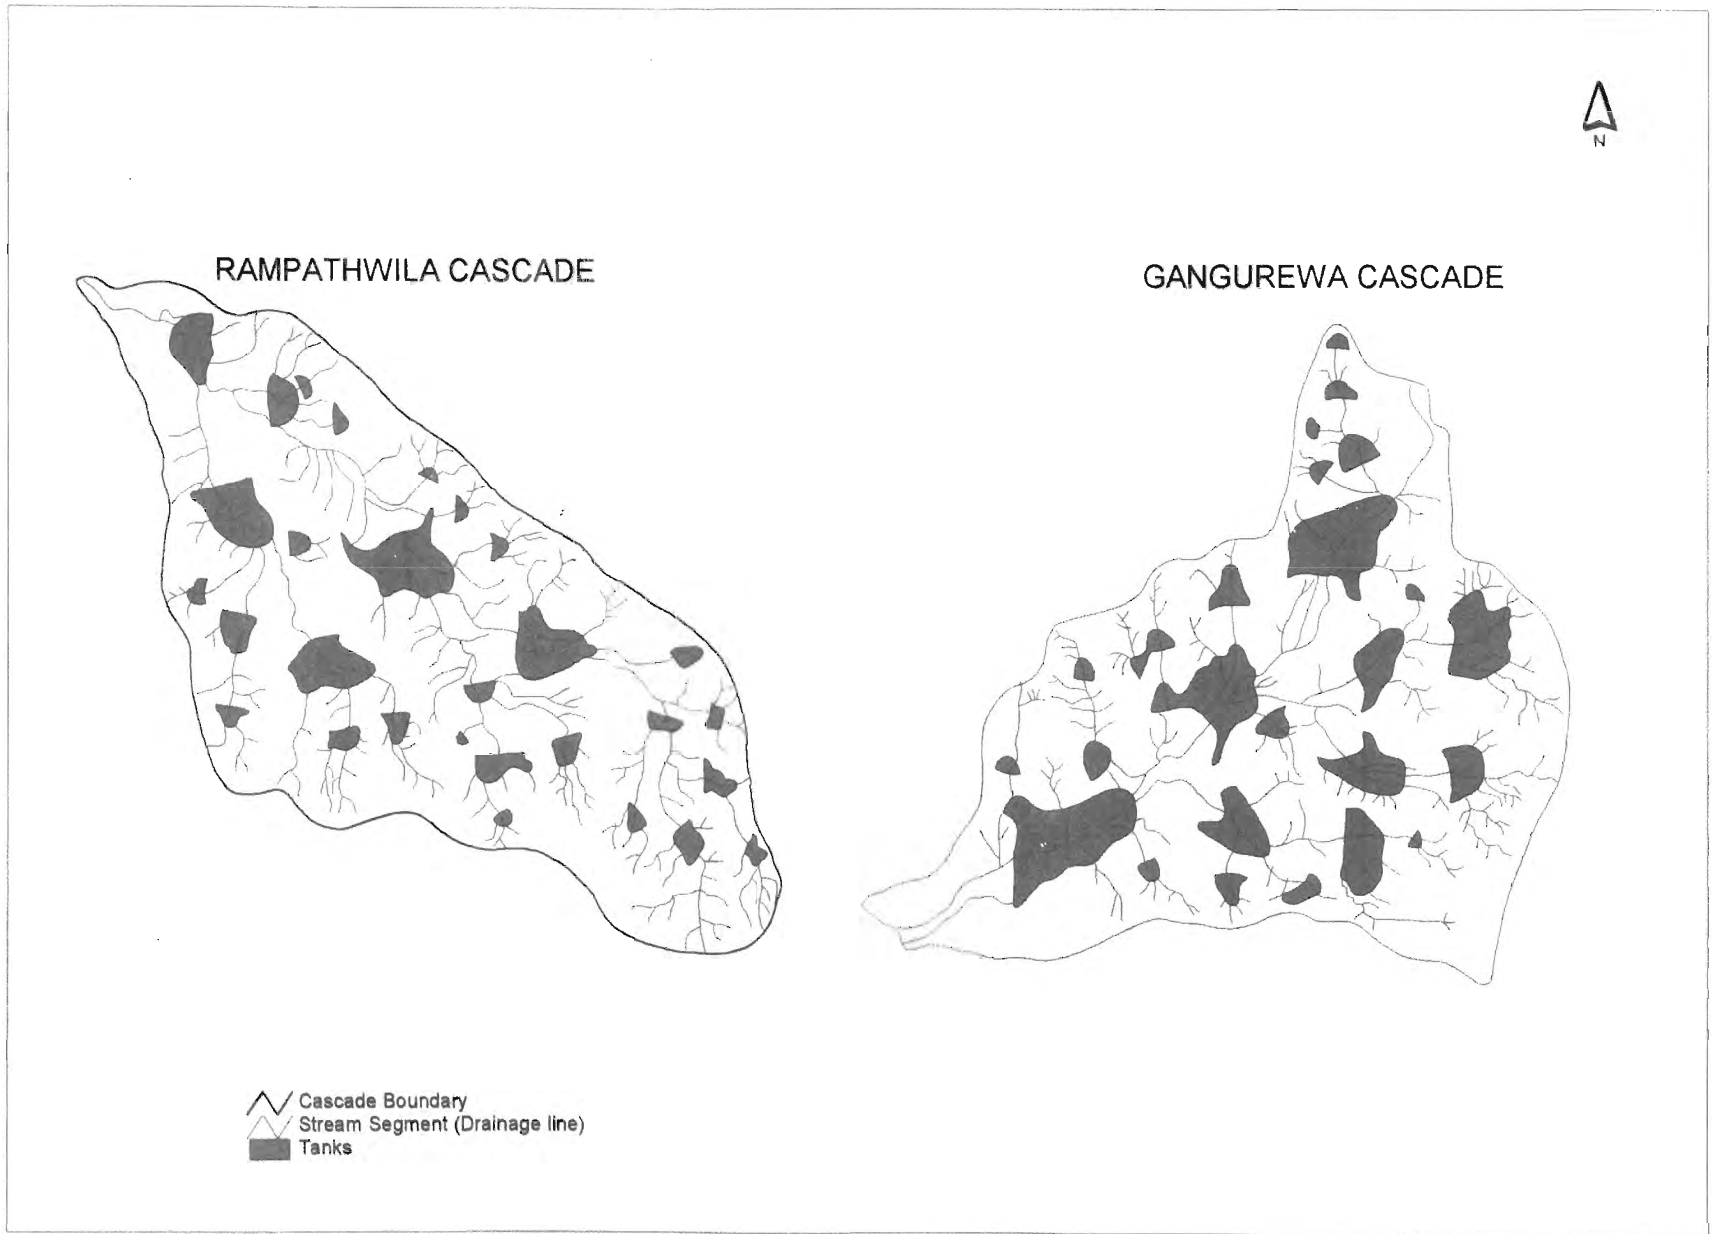 N
RAMPATHWILA CASCADE
GANGUREWA CASCADE
Cascade Boundary
Stream Segment (Drainage line)
Tanks